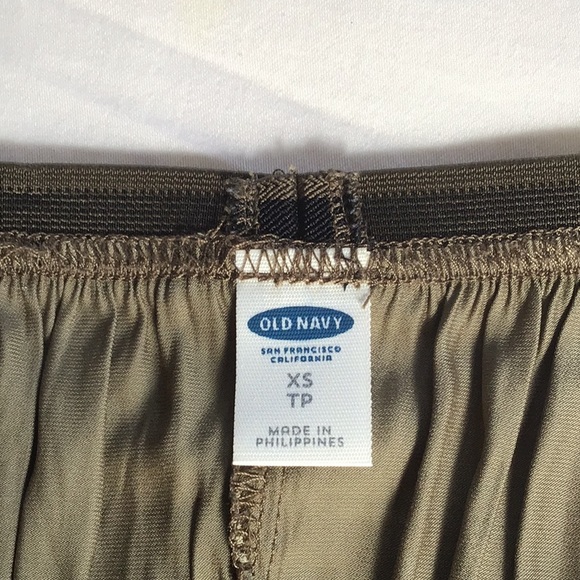 OLD NAVY
SAN FRANCISCO
CALIFORNIA
XS
TP
MADE IN
PHILIPPINES